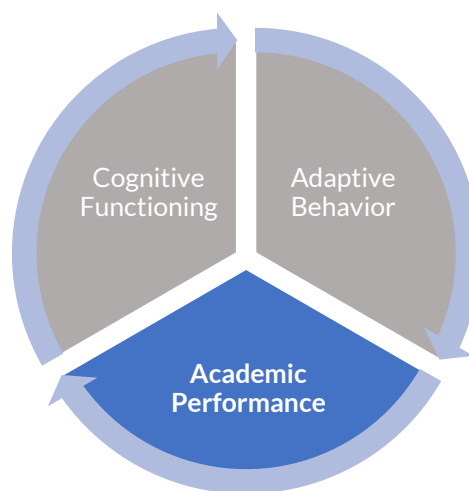 Cognitive
Functioning
Adaptive
Behavior
Academic
Performance